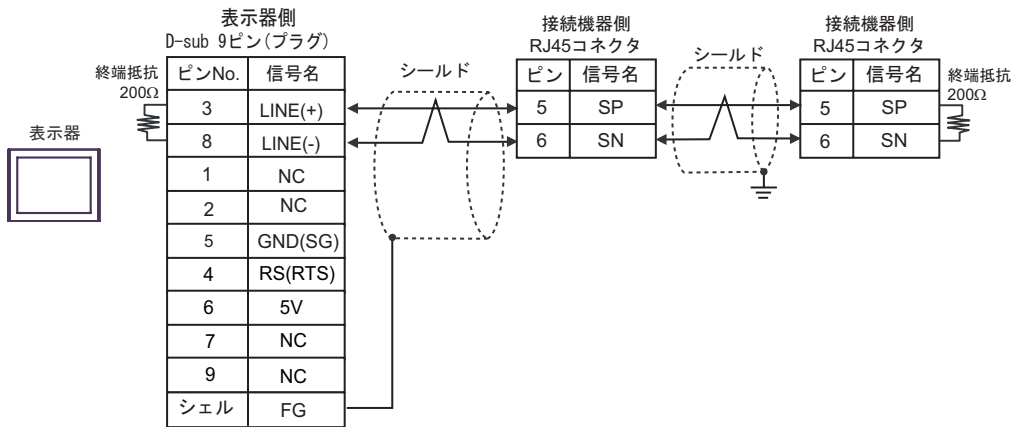 表示器側
D-sub 9ピン(プラグ)
接続機器側
RJ45コネクタ
接続機器側
RJ45コネクタ
終端抵抗
200Ω
シールド
シールド
終端抵抗
200Ω
表示器
ピンNo. 信号名
3 LINE(+)
8 LINE(-)
1 NC
2 NC
5 GND(SG)
4 RS(RTS)
6 5V
7 NC
9 NC
シェル FG
ピン 信号名
5 SP
6 SN
ピン 信号名
5 SP
6 SN